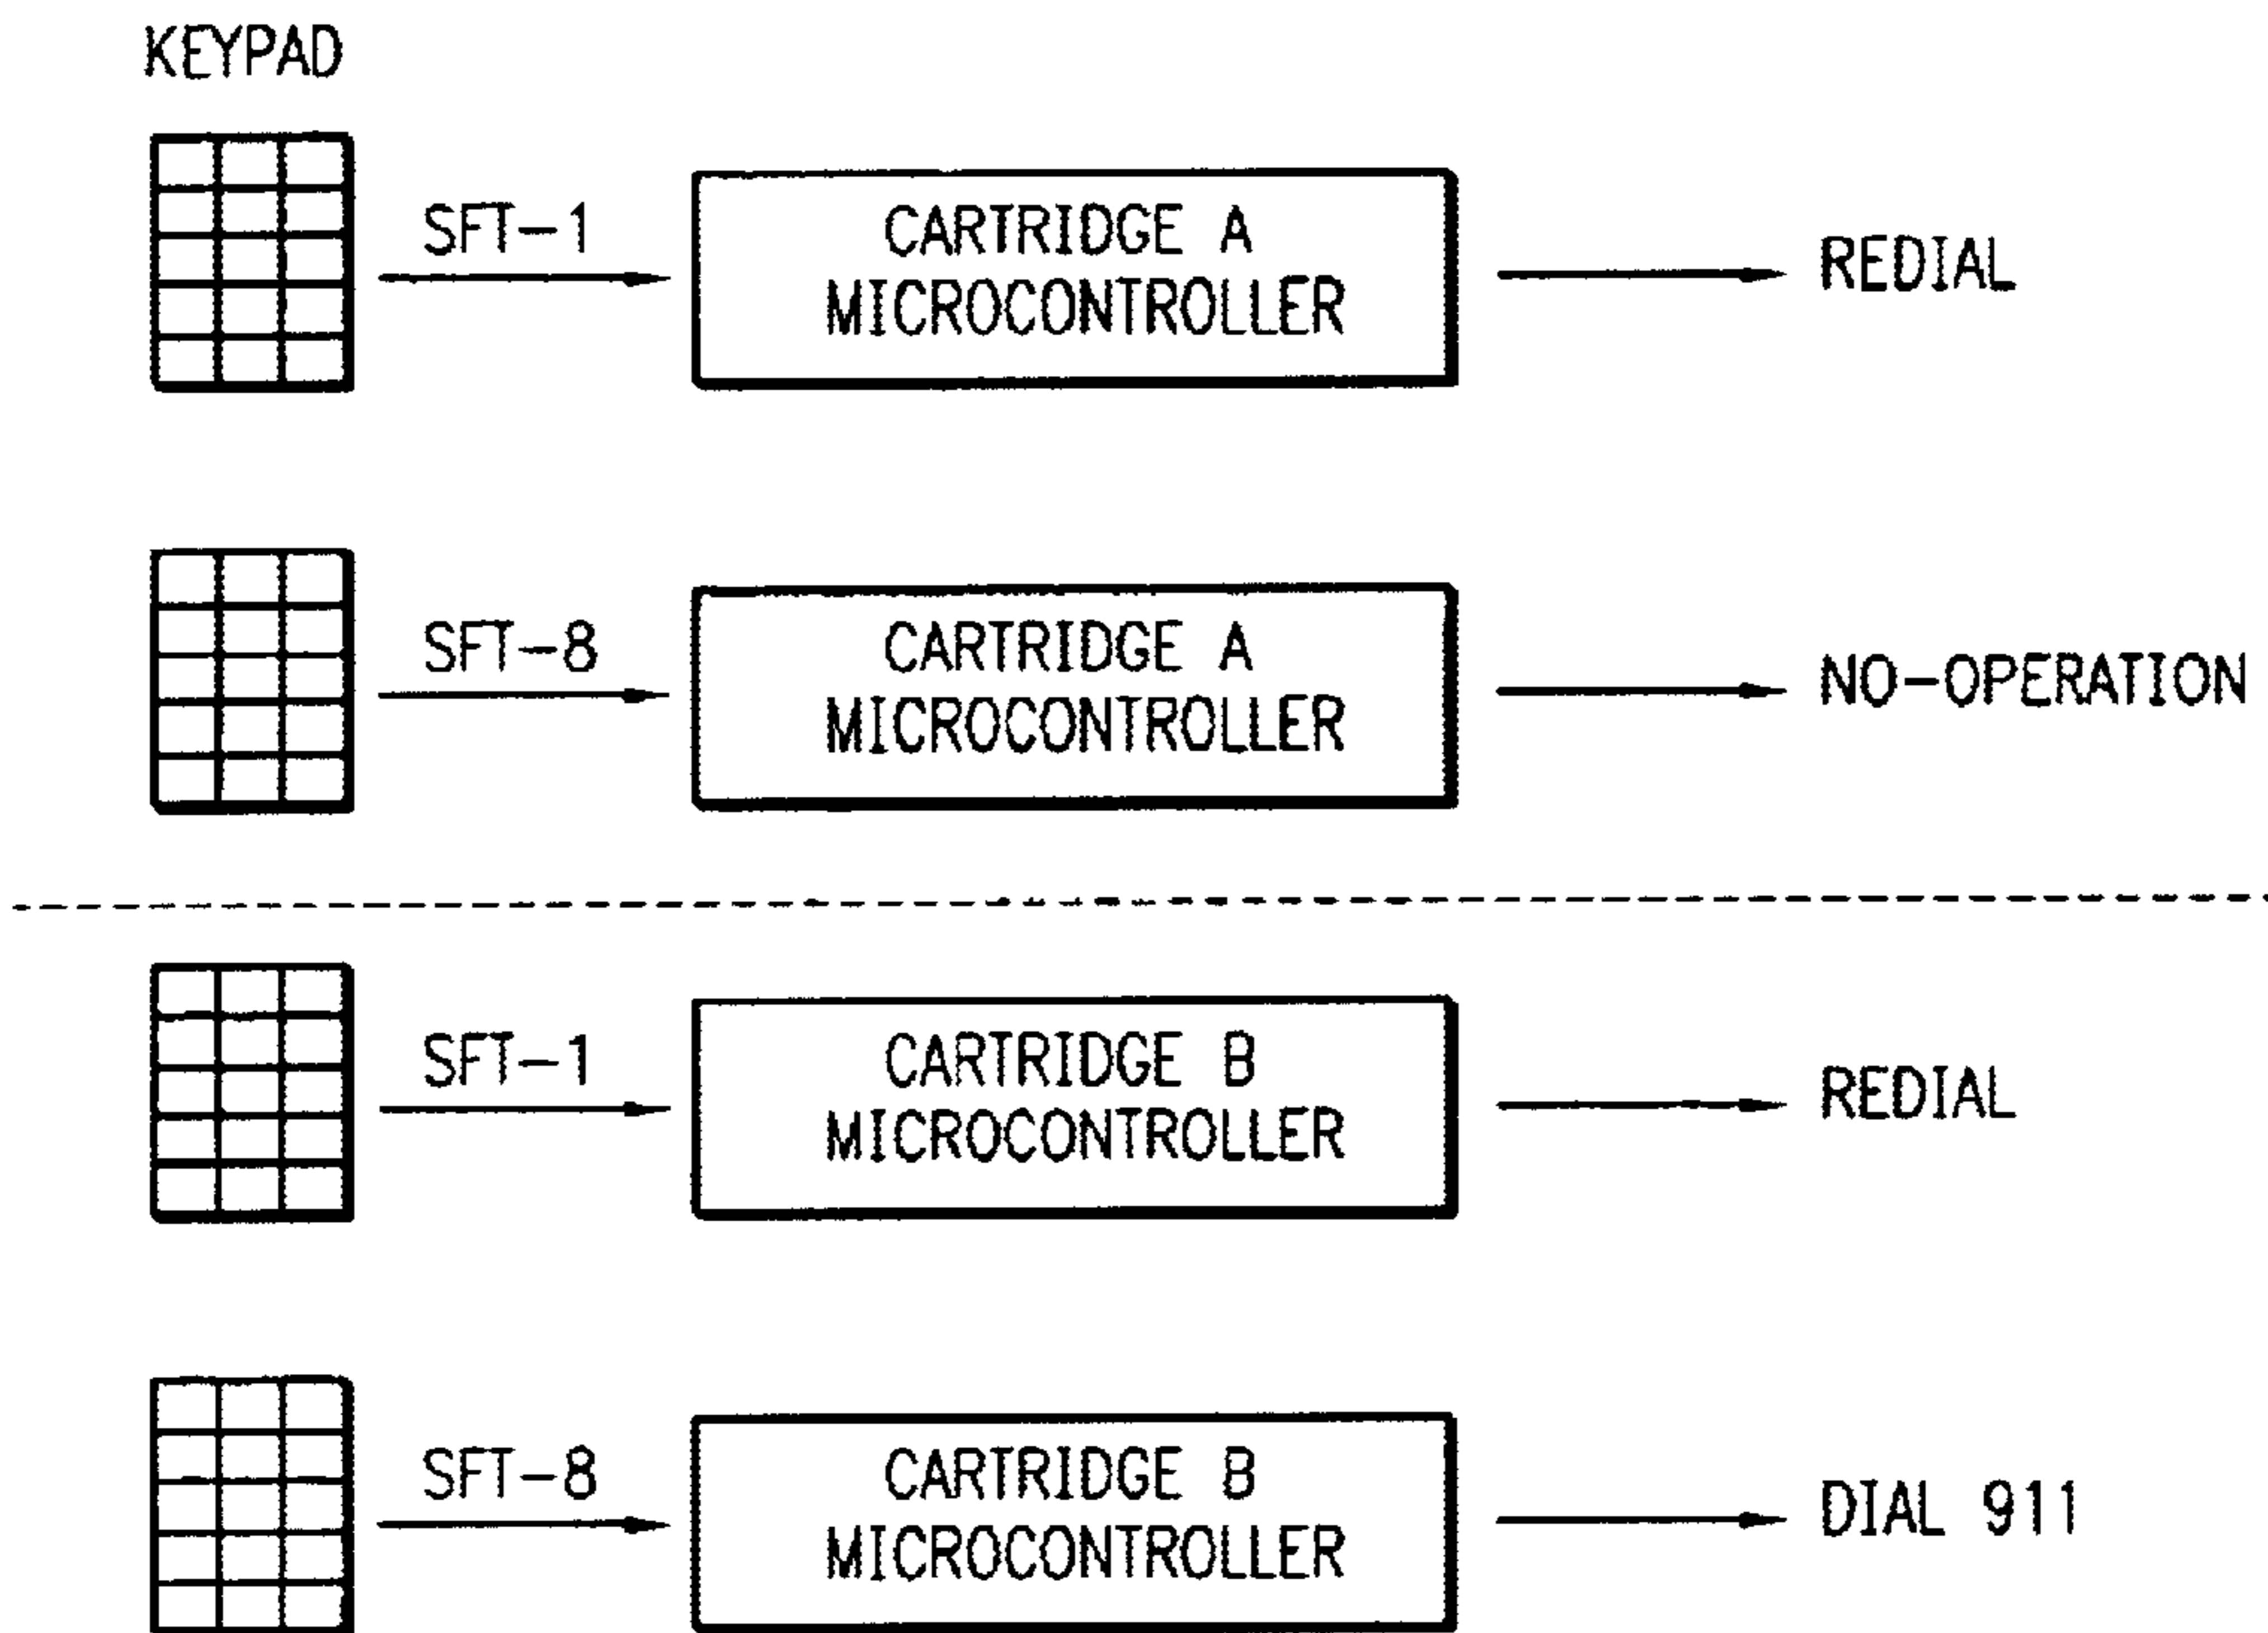 KEYPAD
SFT-1
CARTRIDGE A
MICROCONTROLLER
REDIAL
SFT-8
CARTRIDGE A
MICROCONTROLLER
NO-OPERATION
SFT-1
CARTRIDGE B
MICROCONTROLLER
REDIAL
SFT-8
CARTRIDGE B
MICROCONTROLLER
DIAL 911